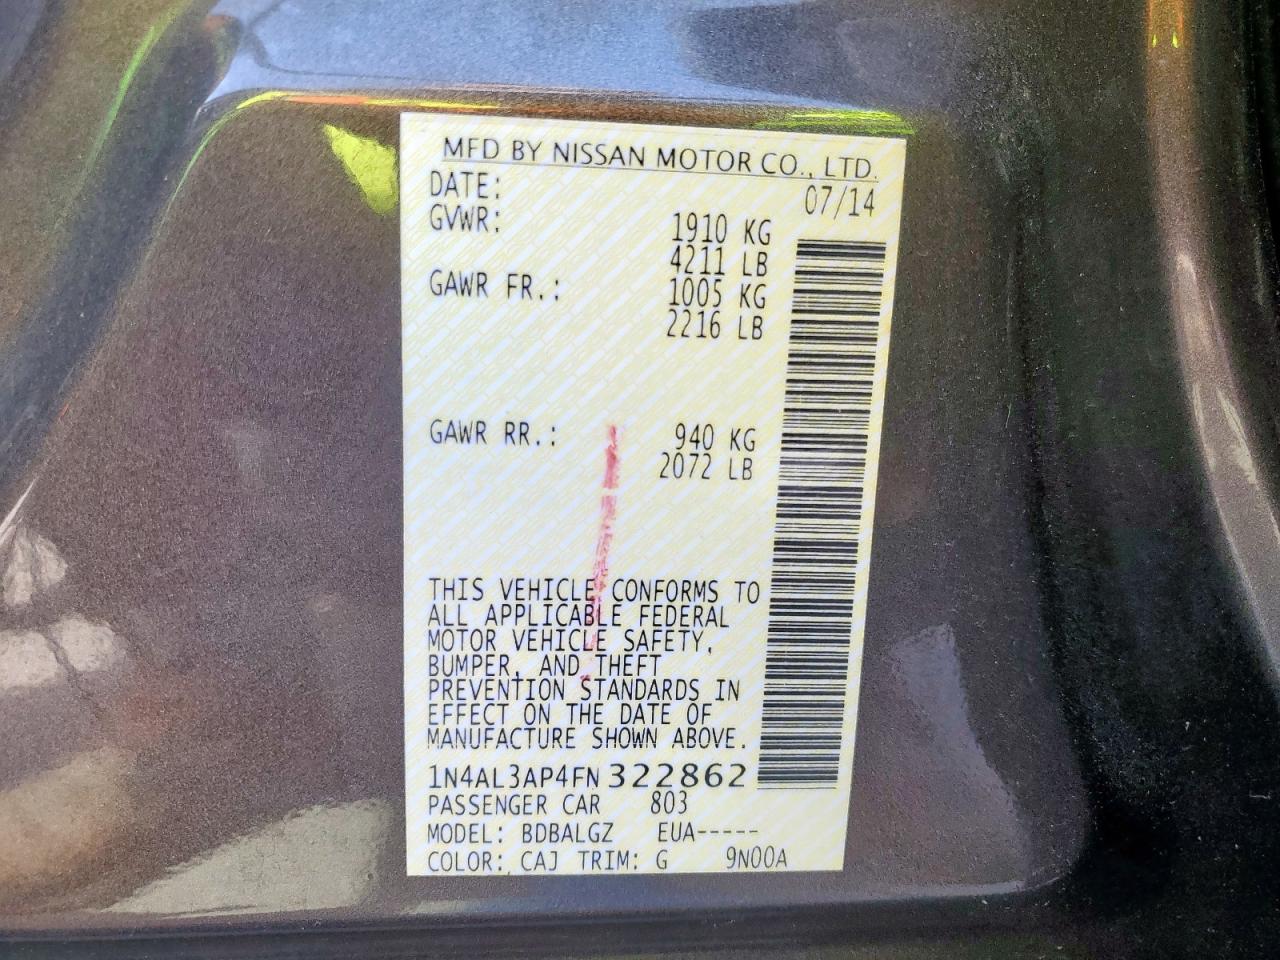 MFD BY NISSAN MOTOR CO., LTD.
DATE: 07/14
GVWR: 1910 KG
4211 LB
GAWR FR.: 1005 KG
2216 LB
GAWR RR.: 940 KG
2072 LB
THIS VEHICLE CONFORMS TO
ALL APPLICABLE FEDERAL
MOTOR VEHICLE SAFETY,
BUMPER, AND THEFT
PREVENTION STANDARDS IN
EFFECT ON THE DATE OF
MANUFACTURE SHOWN ABOVE.
1N4AL3AP4FN 322862
PASSENGER CAR 803
MODEL: BDBALGZ EUA-----
COLOR: CAJ TRIM: G 9N00A